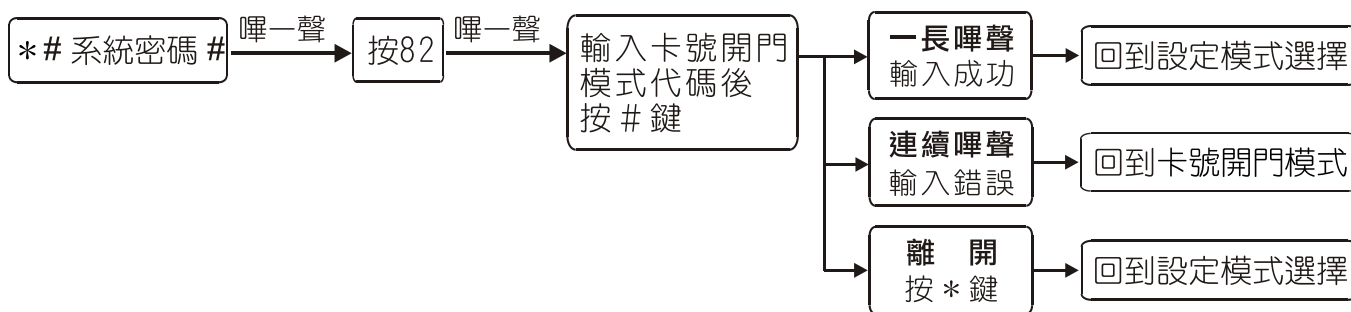 ＊# 系統密碼 #
嗶一聲
按82
嗶一聲
輸入卡號開門
模式代碼後
按＃鍵
一長嗶聲
輸入成功
回到設定模式選擇
連續嗶聲
輸入錯誤
回到卡號開門模式
離　開
按＊鍵
回到設定模式選擇